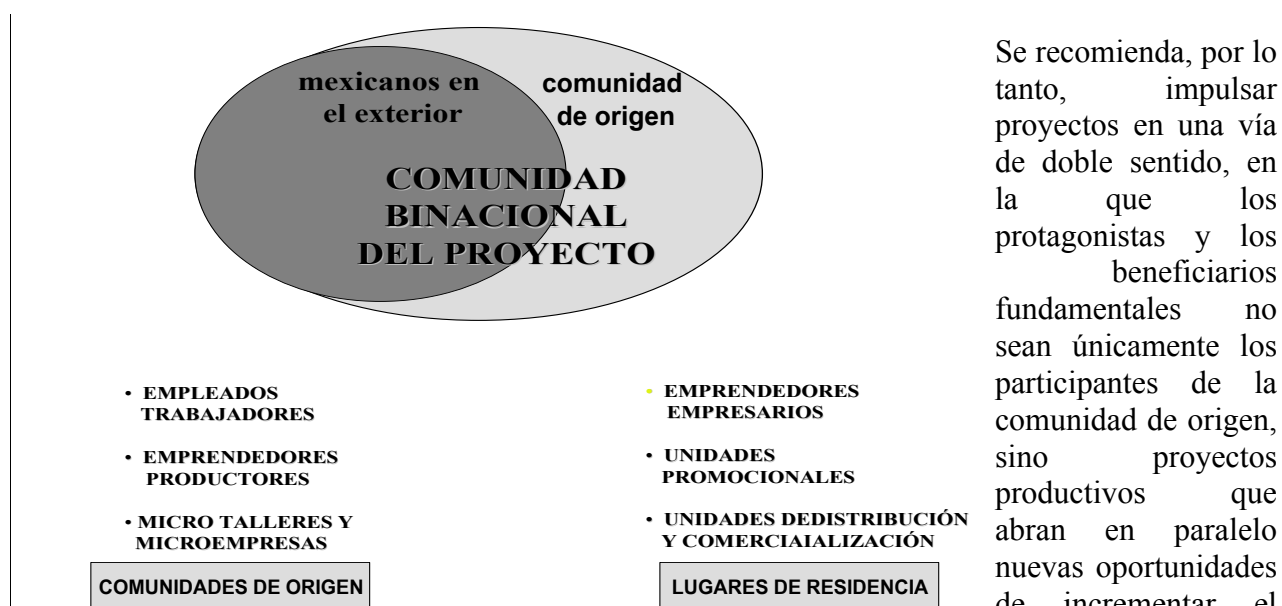 mexicanos en
el exterior
comunidad
de origen
COMUNIDAD
BINACIONAL
DEL PROYECTO
• EMPLEADOS
TRABAJADORES
• EMPRENDEDORES
PRODUCTORES
• MICRO TALLERES Y
MICROEMPRESAS
COMUNIDADES DE ORIGEN
• EMPRENDEDORES
EMPRESARIOS
• UNIDADES
PROMOCIONALES
• UNIDADES DEDISTRIBUCIÓN
Y COMERCIAIALIZACIÓN
LUGARES DE RESIDENCIA
Se recomienda, por lo
tanto, impulsar
proyectos en una vía
de doble sentido, en
la que los
protagonistas y los
beneficiarios
fundamentales no
sean únicamente los
participantes de la
comunidad de origen,
sino proyectos
productivos que
abran en paralelo
nuevas oportunidades
de incrementar el